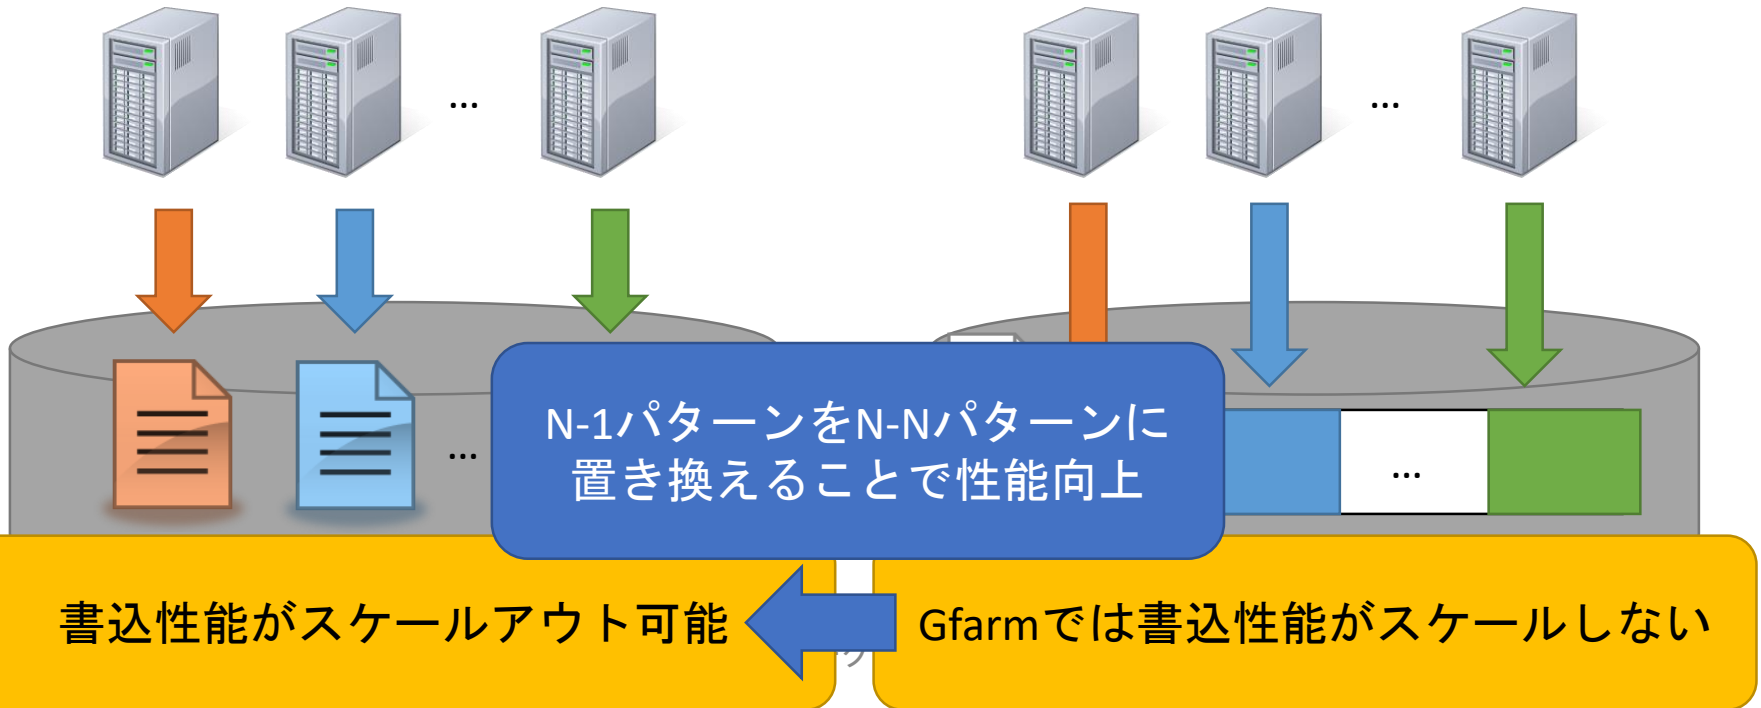 ...
...
N-1パターンをN-Nパターンに
置き換えることで性能向上
...
...
書込性能がスケールアウト可能
Gfarmでは書込性能がスケールしない